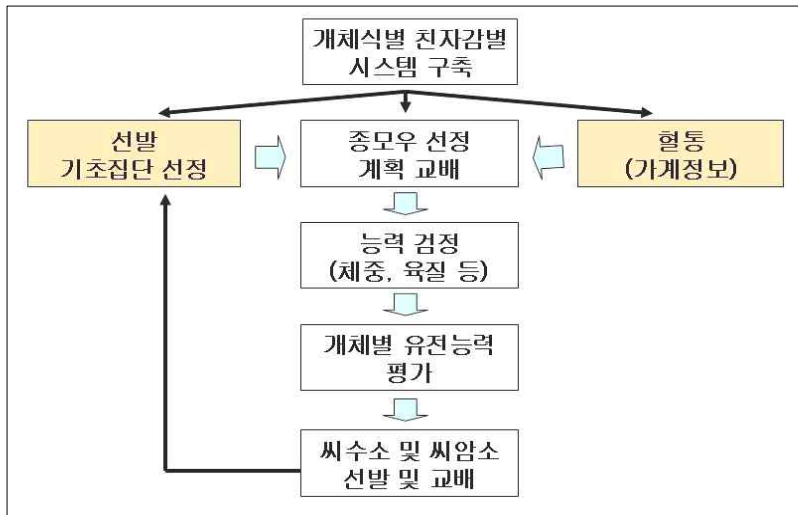 개체식별 친자감별
시스템 구축
선발
기초집단 선정
종모우 선정
계획 교배
혈통
(가계정보)
능력 검정
(체중, 육질 등)
개체별 유전능력
평가
씨수소 및 씨암소
선발 및 교배